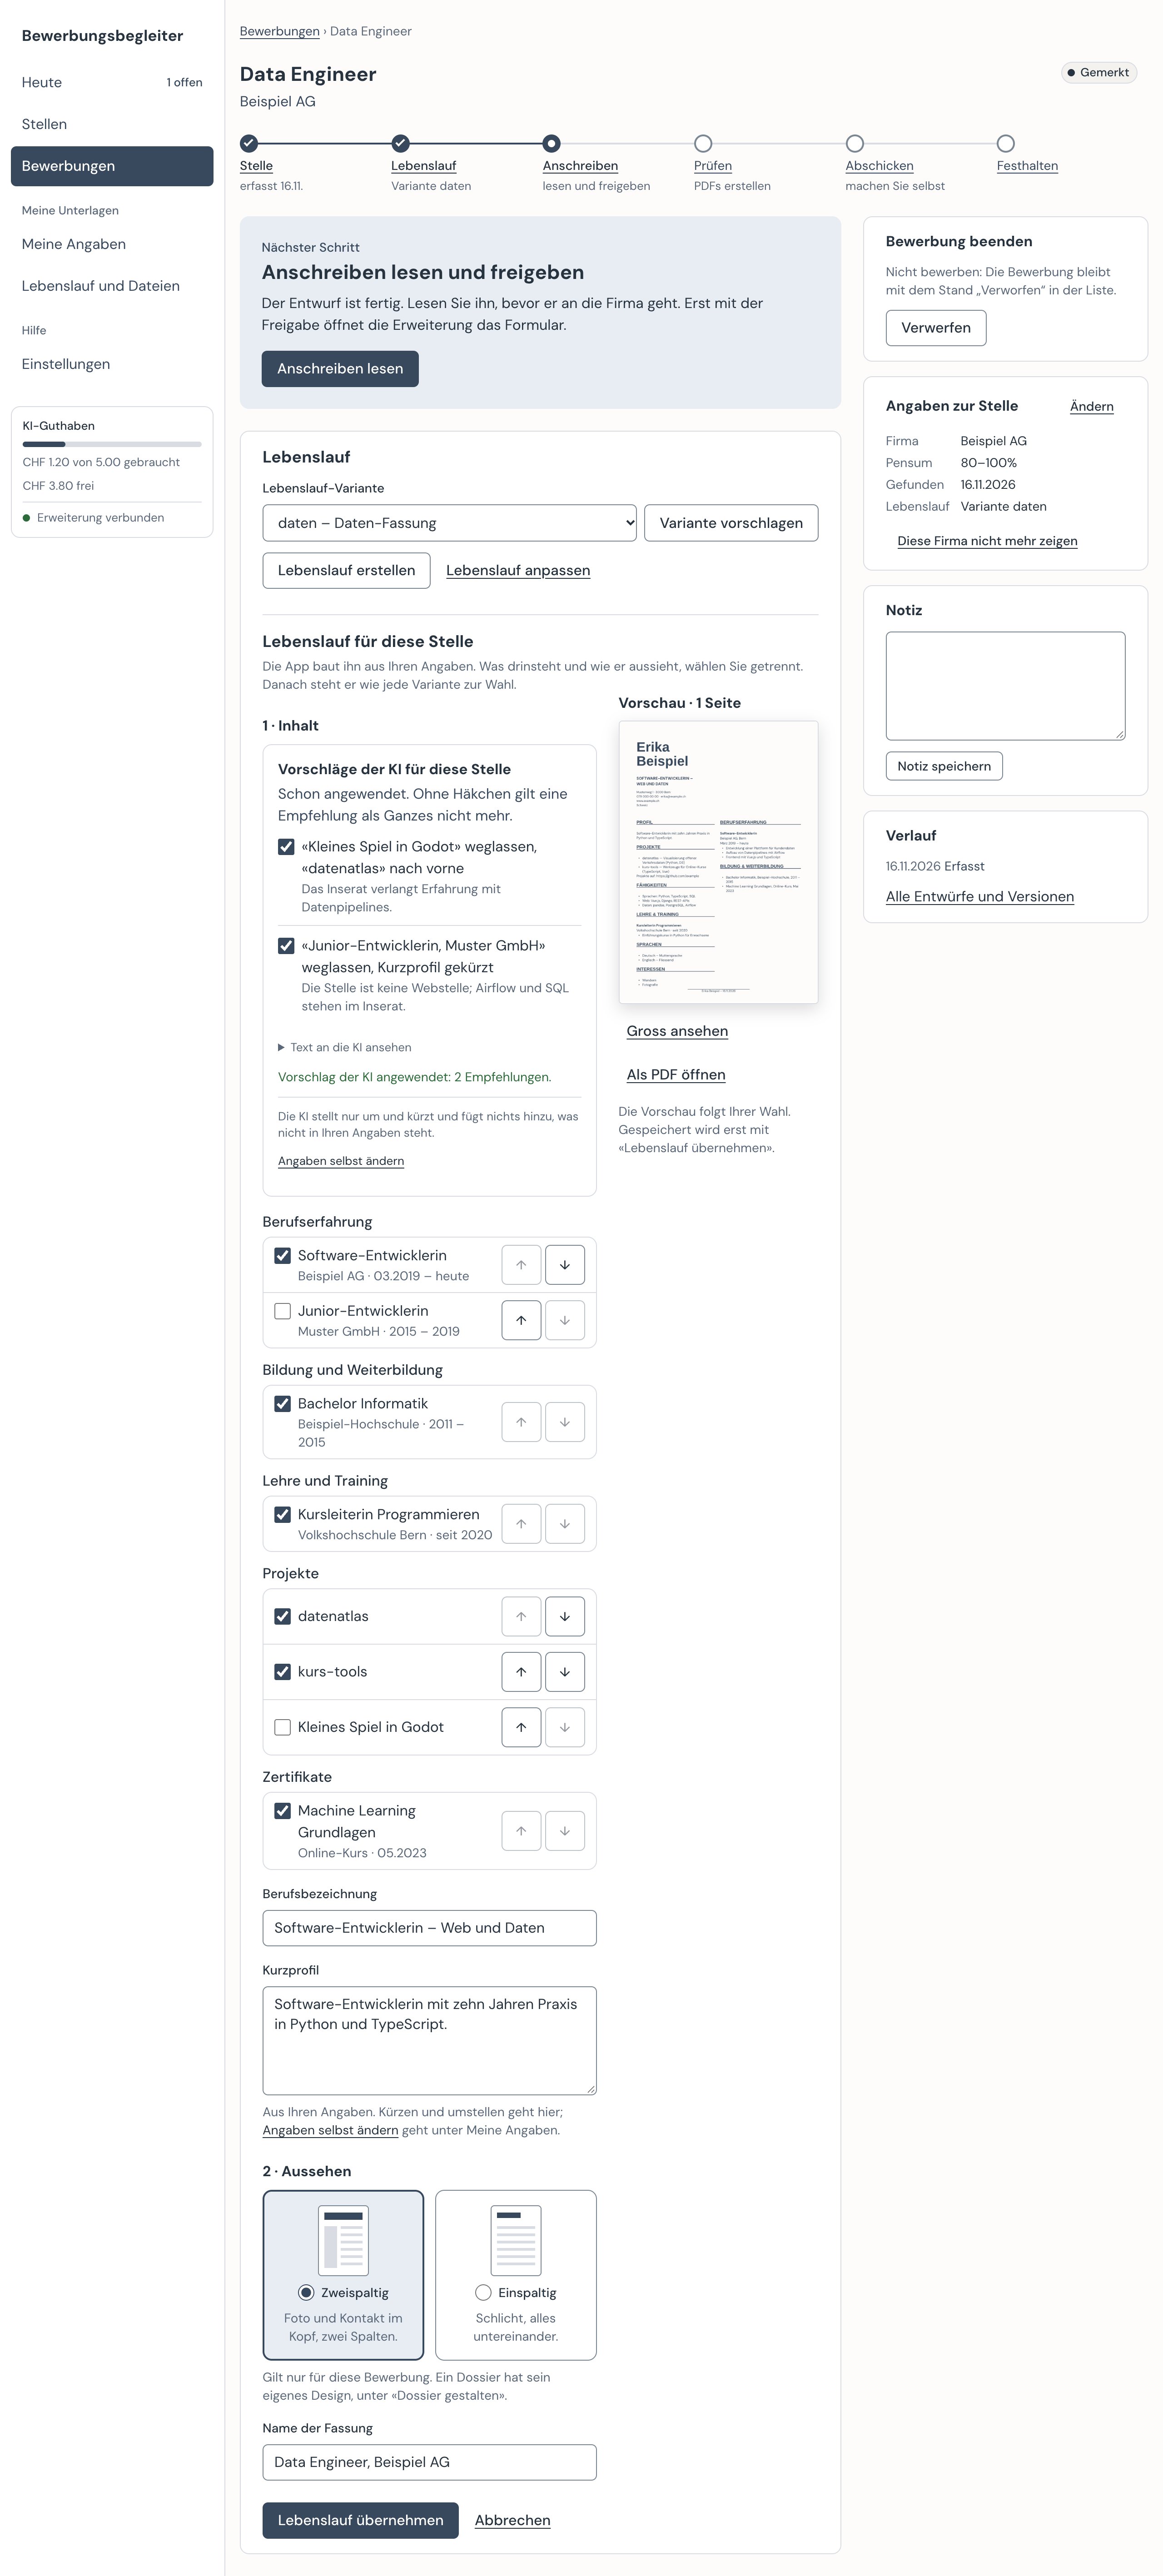 Bewerbungsbegleiter
Heute 1 offen
Stellen
Bewerbungen
Meine Unterlagen
Meine Angaben
Lebenslauf und Dateien
Hilfe
Einstellungen
KI-Guthaben
CHF 1.20 von 5.00 gebraucht
CHF 3.80 frei
Erweiterung verbunden
Bewerbungen › Data Engineer
Data Engineer
Gemerkt
Beispiel AG
Stelle
erfasst 16.11.
Lebenslauf
Variante daten
Anschreiben
lesen und freigeben
Prüfen
PDFs erstellen
Abschicken
machen Sie selbst
Festhalten
Nächster Schritt
Anschreiben lesen und freigeben
Der Entwurf ist fertig. Lesen Sie ihn, bevor er an die Firma geht. Erst mit der
Freigabe öffnet die Erweiterung das Formular.
Anschreiben lesen
Lebenslauf
Lebenslauf-Variante
daten – Daten-Fassung
Variante vorschlagen
Lebenslauf erstellen
Lebenslauf anpassen
Lebenslauf für diese Stelle
Die App baut ihn aus Ihren Angaben. Was drinsteht und wie er aussieht, wählen Sie getrennt.
Danach steht er wie jede Variante zur Wahl.
1 · Inhalt
Vorschläge der KI für diese Stelle
Schon angewendet. Ohne Häkchen gilt eine
Empfehlung als Ganzes nicht mehr.
«Kleines Spiel in Godot» weglassen,
«datenatlas» nach vorne
Das Inserat verlangt Erfahrung mit
Datenpipelines.
«Junior-Entwicklerin, Muster GmbH»
weglassen, Kurzprofil gekürzt
Die Stelle ist keine Webstelle; Airflow und SQL
stehen im Inserat.
Text an die KI ansehen
Vorschlag der KI angewendet: 2 Empfehlungen.
Die KI stellt nur um und kürzt und fügt nichts hinzu, was
nicht in Ihren Angaben steht.
Angaben selbst ändern
Berufserfahrung
Software-Entwicklerin
Beispiel AG · 03.2019 – heute
↑ ↓
Junior-Entwicklerin
Muster GmbH · 2015 – 2019
↑ ↓
Bildung und Weiterbildung
Bachelor Informatik
Beispiel-Hochschule · 2011 –
2015
↑ ↓
Lehre und Training
Kursleiterin Programmieren
Volkshochschule Bern · seit 2020
↑ ↓
Projekte
datenatlas
↑ ↓
kurs-tools
↑ ↓
Kleines Spiel in Godot
↑ ↓
Zertifikate
Machine Learning
Grundlagen
Online-Kurs · 05.2023
↑ ↓
Berufsbezeichnung
Software-Entwicklerin – Web und Daten
Kurzprofil
Software-Entwicklerin mit zehn Jahren Praxis
in Python und TypeScript.
Aus Ihren Angaben. Kürzen und umstellen geht hier;
Angaben selbst ändern geht unter Meine Angaben.
2 · Aussehen
Zweispaltig
Foto und Kontakt im
Kopf, zwei Spalten.
Einspaltig
Schlicht, alles
untereinander.
Gilt nur für diese Bewerbung. Ein Dossier hat sein
eigenes Design, unter «Dossier gestalten».
Name der Fassung
Data Engineer, Beispiel AG
Lebenslauf übernehmen
Abbrechen
Vorschau · 1 Seite
Erika
Beispiel
SOFTWARE-ENTWICKLERIN –
WEB UND DATEN
PROFIL
PROJEKTE
FÄHIGKEITEN
LEHRE & TRAINING
SPRACHEN
INTERESSEN
BERUFSERFAHRUNG
BILDUNG & WEITERBILDUNG
Gross ansehen
Als PDF öffnen
Die Vorschau folgt Ihrer Wahl.
Gespeichert wird erst mit
«Lebenslauf übernehmen».
Bewerbung beenden
Nicht bewerben: Die Bewerbung bleibt
mit dem Stand „Verworfen“ in der Liste.
Verwerfen
Angaben zur Stelle
Ändern
Firma Beispiel AG
Pensum 80–100%
Gefunden 16.11.2026
Lebenslauf Variante daten
Diese Firma nicht mehr zeigen
Notiz
Notiz speichern
Verlauf
16.11.2026 Erfasst
Alle Entwürfe und Versionen